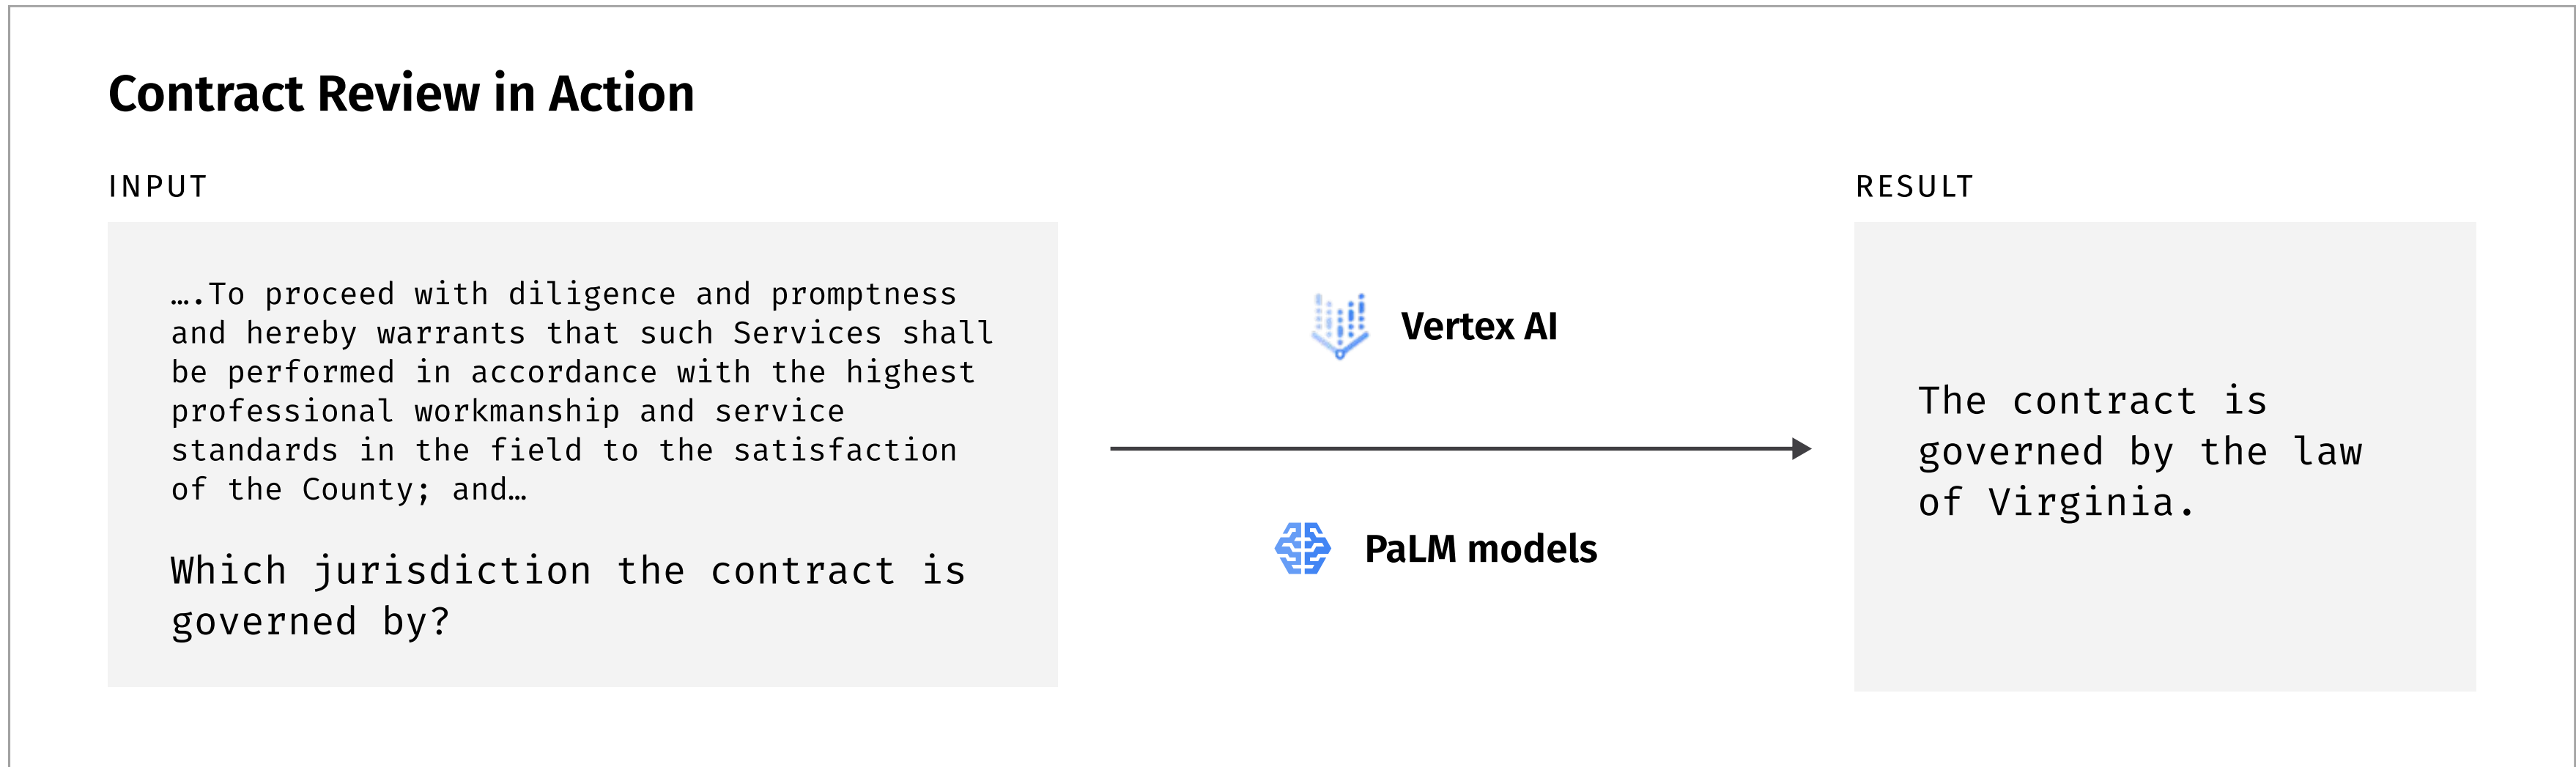 Contract Review in Action
INPUT
….To proceed with diligence and promptness
and hereby warrants that such Services shall
be performed in accordance with the highest
professional workmanship and service
standards in the field to the satisfaction
of the County; and…
Which jurisdiction the contract is
governed by?
Vertex AI
PaLM models
RESULT
The contract is
governed by the law
of Virginia.